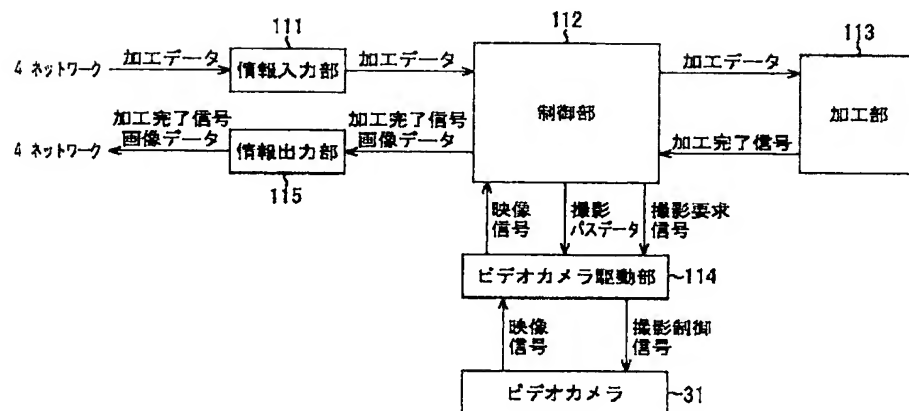 111
112
113
4 ネットワーク
加工データ
情報入力部
加工データ
制御部
加工データ
加工部
加工完了信号
画像データ
4 ネットワーク
情報出力部
115
加工完了信号
画像データ
加工完了信号
映像
信号
撮影
パスデータ
撮影要求
信号
ビデオカメラ駆動部
114
映像
信号
撮影制御
信号
ビデオカメラ
31